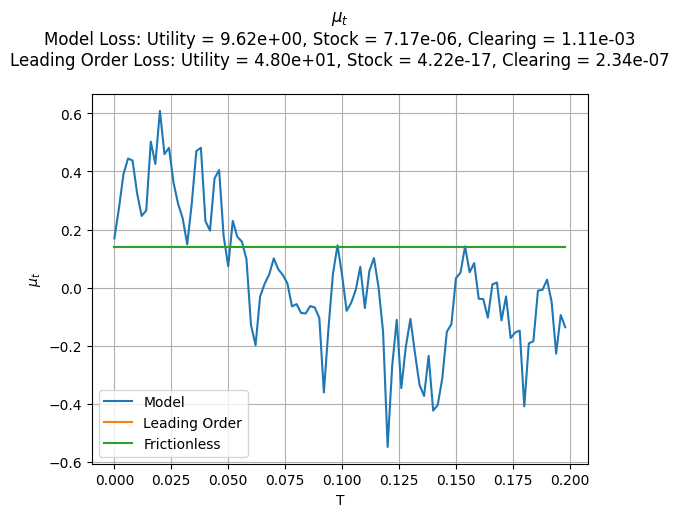 μt
Model Loss: Utility = 9.62e+00, Stock = 7.17e-06, Clearing = 1.11e-03
Leading Order Loss: Utility = 4.80e+01, Stock = 4.22e-17, Clearing = 2.34e-07
0.6
0.4
0.2
0.0
−0.2
−0.4
−0.6
μt
Model
Leading Order
Frictionless
0.000 0.025 0.050 0.075 0.100 0.125 0.150 0.175 0.200
T